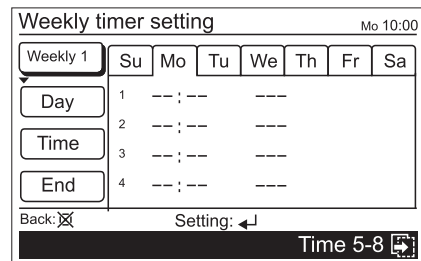 Weekly timer setting Mo 10:00
Weekly 1 Su Mo Tu We Th Fr Sa
Day 1 --:-- ---
2 --:-- ---
Time 3 --:-- ---
End 4 --:-- ---
Back: Setting:
Time 5-8